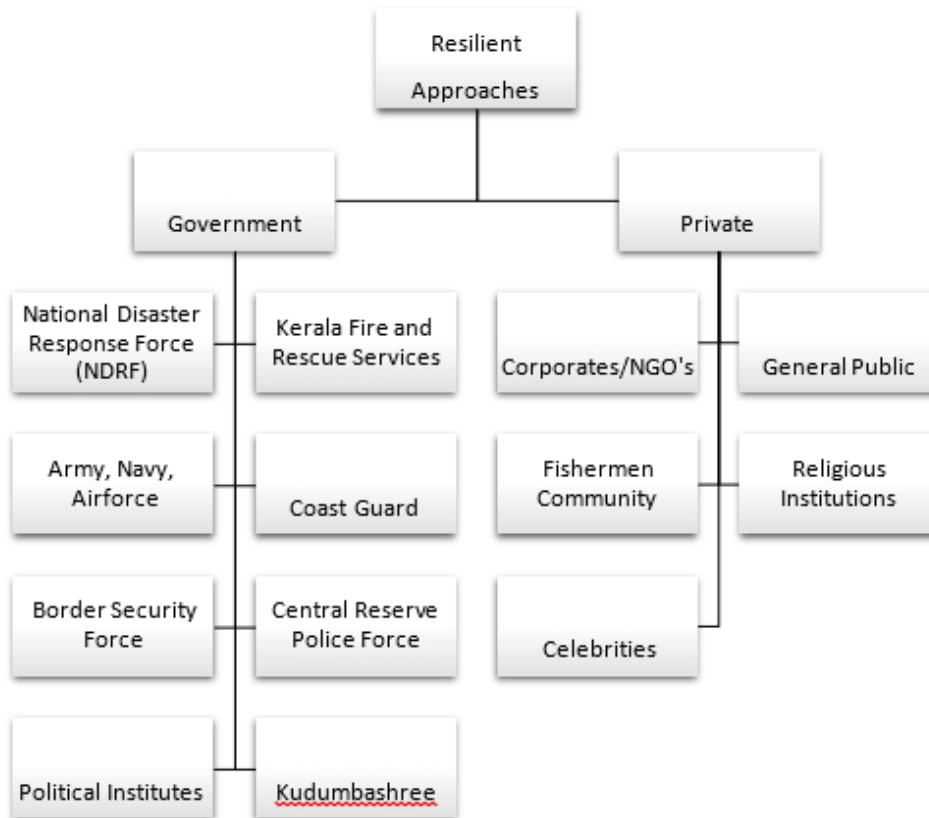 Resilient
Approaches
Government
Private
National Disaster
Response Force
(NDRF)
Kerala Fire and
Rescue Services
Corporates/NGO's
General Public
Army, Navy,
Airforce
Coast Guard
Fishermen
Community
Religious
Institutions
Border Security
Force
Central Reserve
Police Force
Celebrities
Political Institutes
Kudumbashree